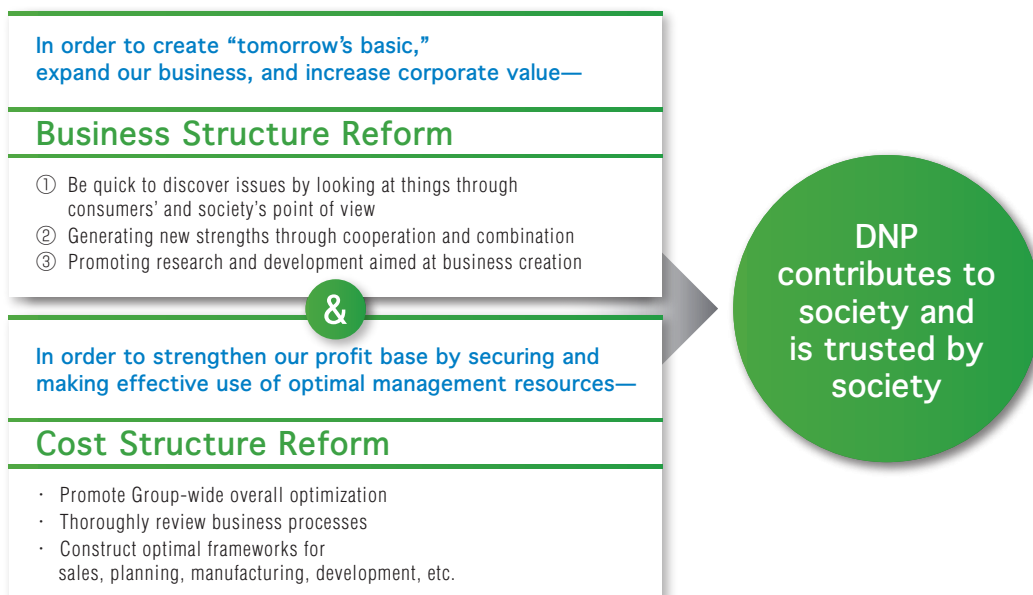 In order to create “tomorrow’s basic,”
expand our business, and increase corporate value—
Business Structure Reform
① Be quick to discover issues by looking at things through
consumers’ and society’s point of view
② Generating new strengths through cooperation and combination
③ Promoting research and development aimed at business creation
&
In order to strengthen our profit base by securing and
making effective use of optimal management resources—
Cost Structure Reform
· Promote Group-wide overall optimization
· Thoroughly review business processes
· Construct optimal frameworks for
sales, planning, manufacturing, development, etc.
DNP
contributes to
society and
is trusted by
society